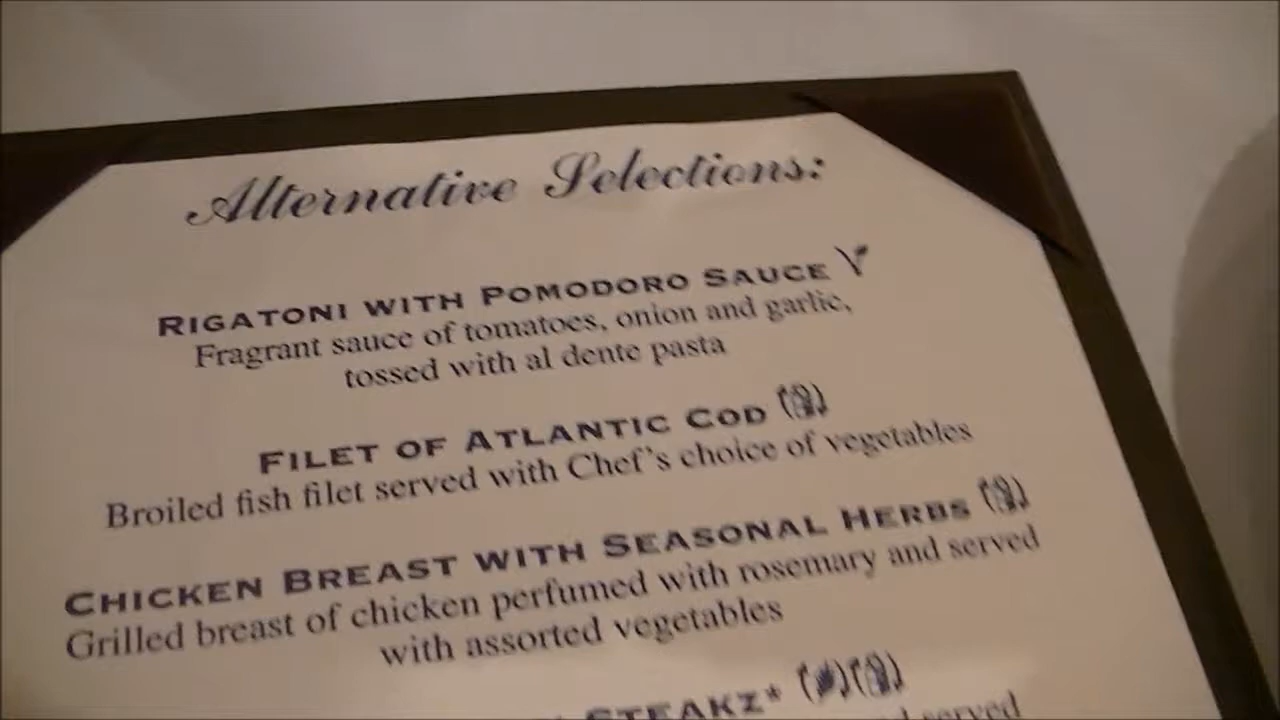 Alternative Selections:
RIGATONI WITH POMODORO SAUCE
Fragrant sauce of tomatoes, onion and garlic,
tossed with al dente pasta
FILET OF ATLANTIC COD
Broiled fish filet served with Chef's choice of vegetables
CHICKEN BREAST WITH SEASONAL HERBS
Grilled breast of chicken perfumed with rosemary and served
with assorted vegetables
STEAKZ*
served